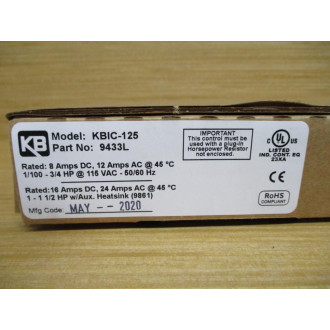 KB
Model: KBIC-125
Part No: 9433L
IMPORTANT
This control must be
used with a plug-in
Horsepower Resistor
not enclosed.
UL
US
LISTED
IND. CONT. EQ
23XA
Rated: 8 Amps DC, 12 Amps AC @ 45 °C
1/100 - 3/4 HP @ 115 VAC - 50/60 Hz
Rated:16 Amps DC, 24 Amps AC @ 45 °C
1 - 1 1/2 HP w/Aux. Heatsink (9861)
Mfg Code: MAY -- 2020
CE
RoHS
COMPLIANT